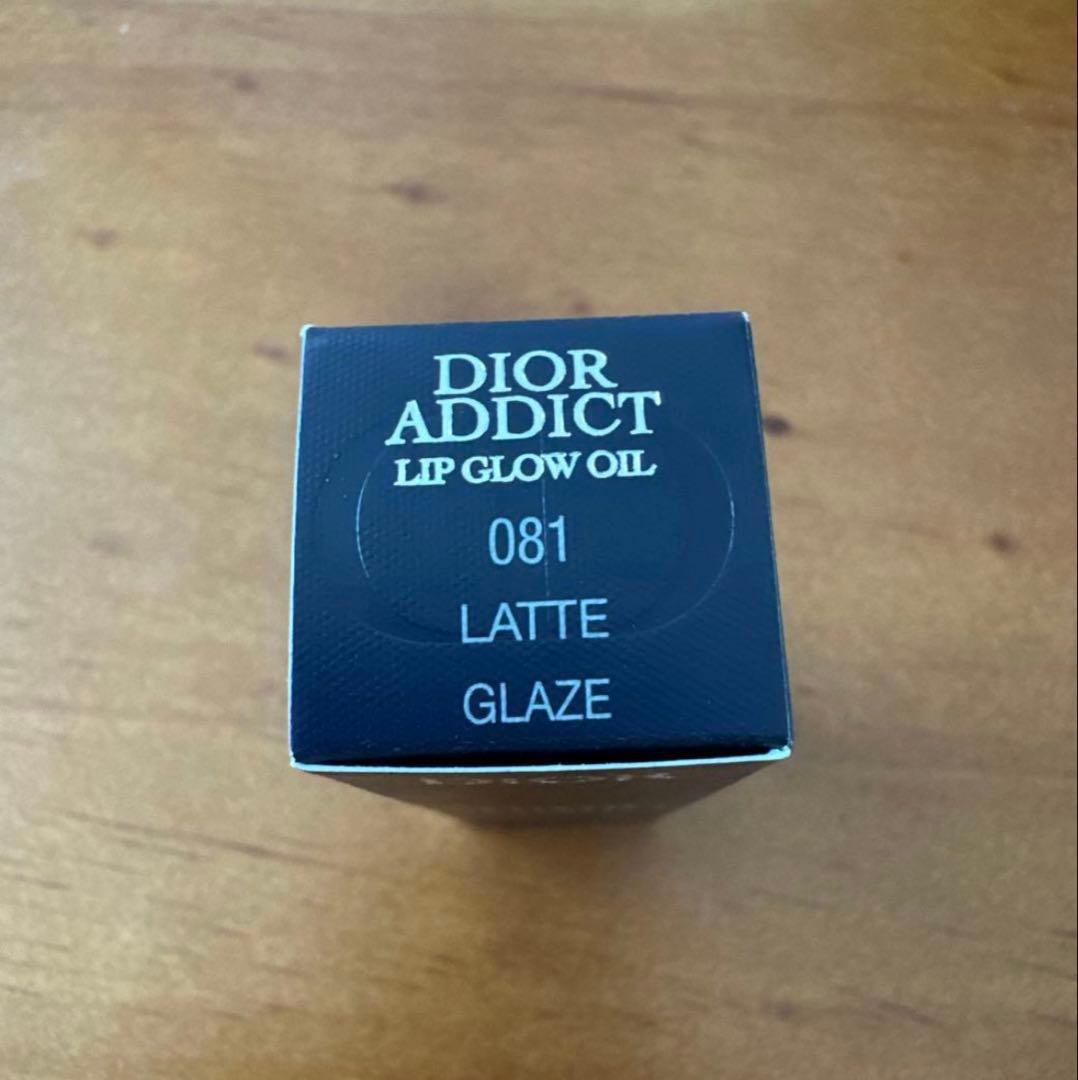 DIOR
ADDICT
LIP GLOW OIL
081
LATTE
GLAZE